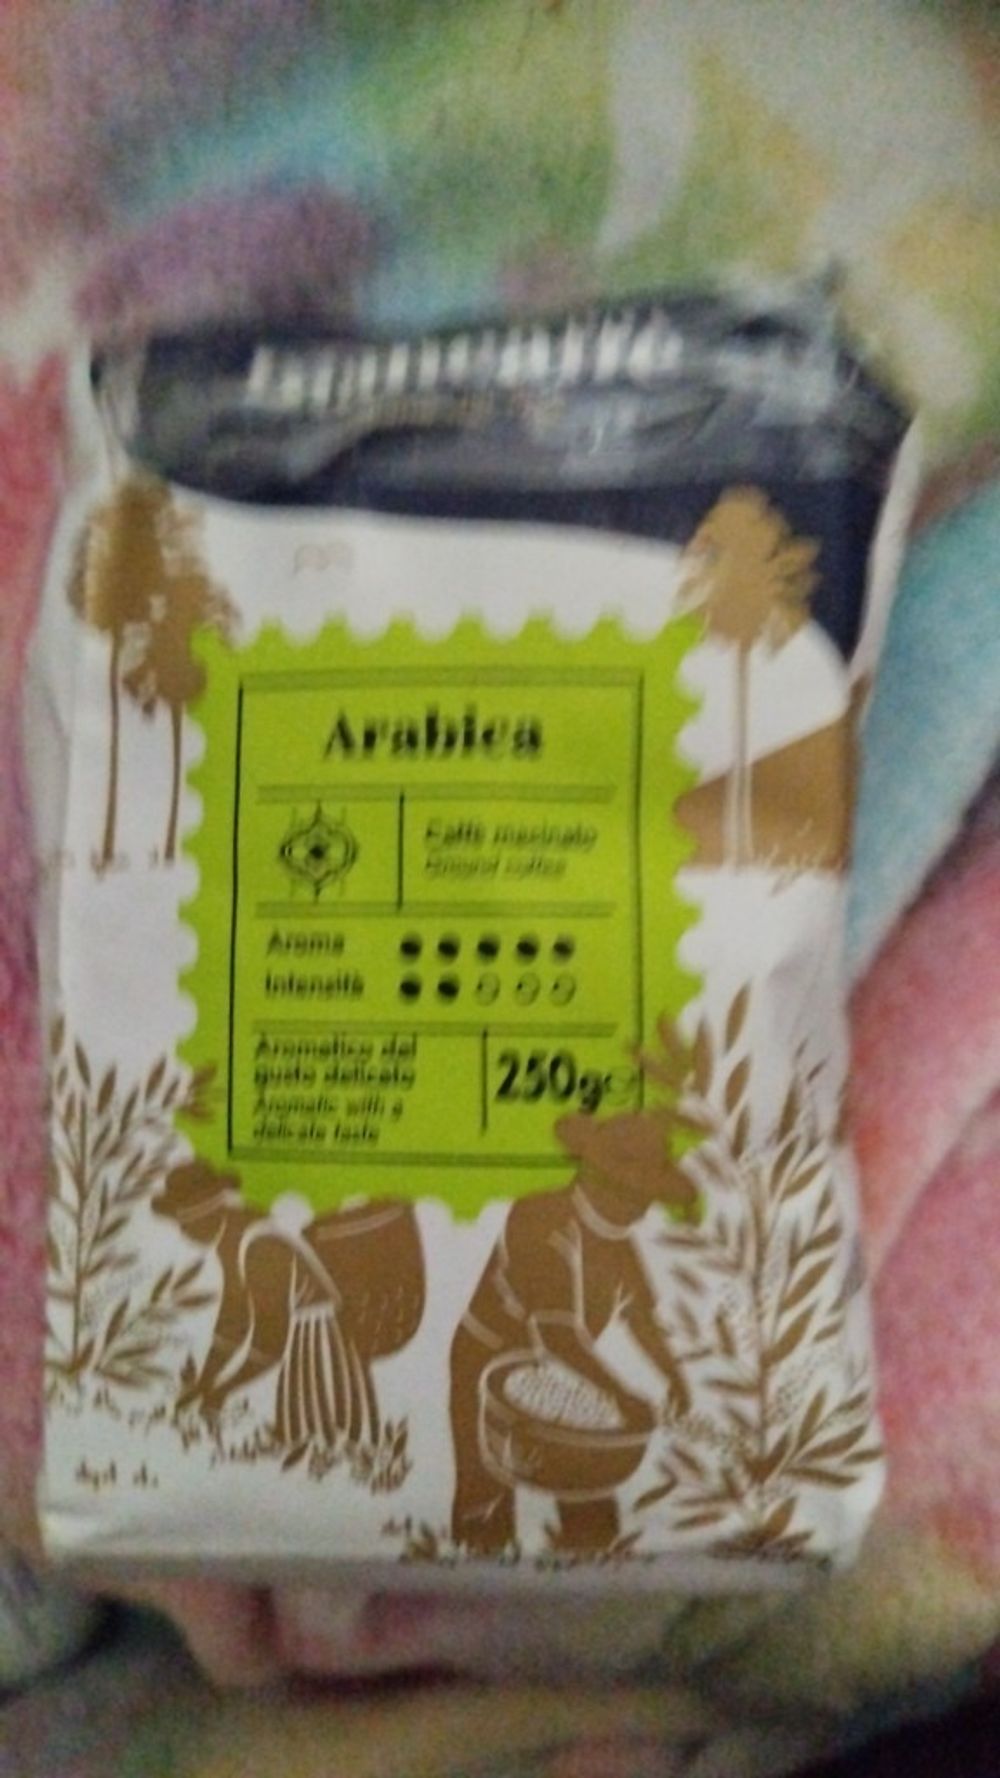 Arabica
Caffè macinato
Ground coffee
Aroma
Intensità
Aromatico dal
gusto delicato
Aromatic with a
delicate taste
250g℮